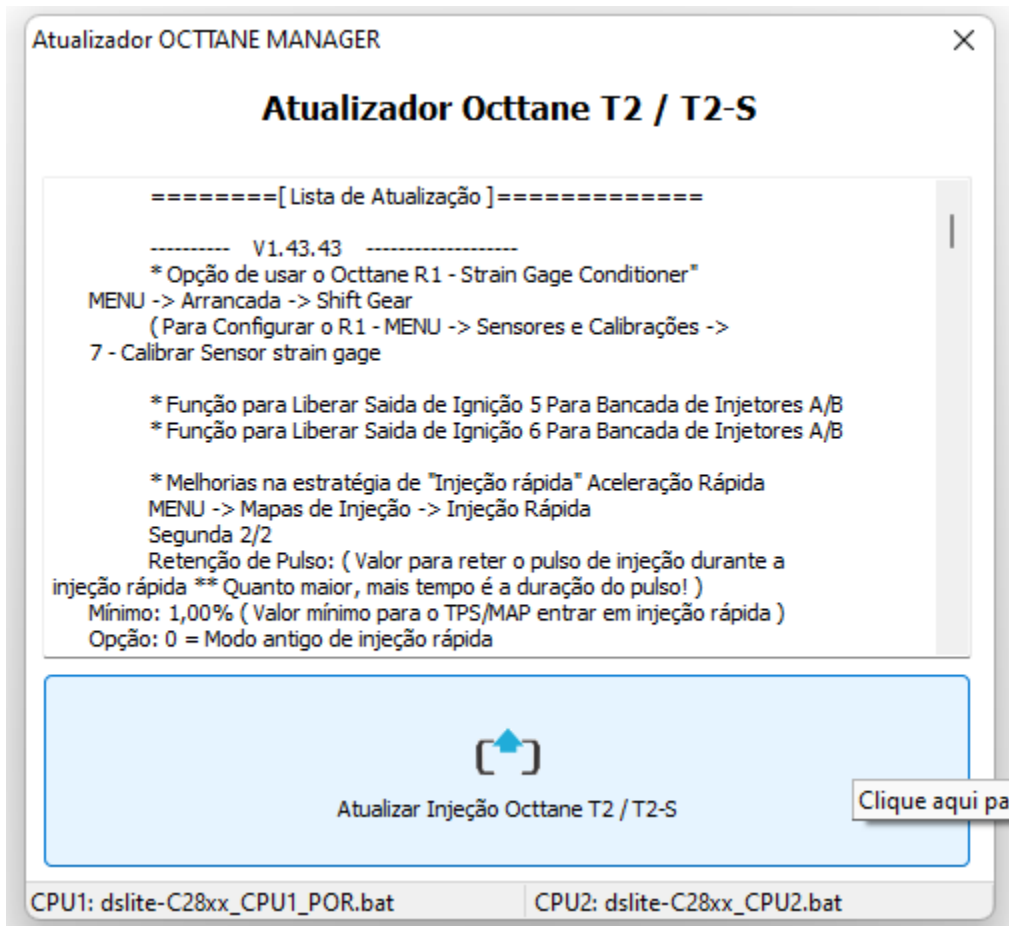 Atualizador OCTTANE MANAGER
Atualizador Octtane T2 / T2-S
========[ Lista de Atualização ]=============
---------- V1.43.43 -------------------
* Opção de usar o Octtane R1 - Strain Gage Conditioner"
MENU -> Arrancada -> Shift Gear
( Para Configurar o R1 - MENU -> Sensores e Calibrações ->
7 - Calibrar Sensor strain gage
* Função para Liberar Saida de Ignição 5 Para Bancada de Injetores A/B
* Função para Liberar Saida de Ignição 6 Para Bancada de Injetores A/B
* Melhorias na estratégia de "Injeção rápida" Aceleração Rápida
MENU -> Mapas de Injeção -> Injeção Rápida
Segunda 2/2
Retenção de Pulso: ( Valor para reter o pulso de injeção durante a
injeção rápida ** Quanto maior, mais tempo é a duração do pulso! )
Mínimo: 1,00% ( Valor mínimo para o TPS/MAP entrar em injeção rápida )
Opção: 0 = Modo antigo de injeção rápida
Atualizar Injeção Octtane T2 / T2-S
Clique aqui pa
CPU1: dslite-C28xx_CPU1_POR.bat
CPU2: dslite-C28xx_CPU2.bat